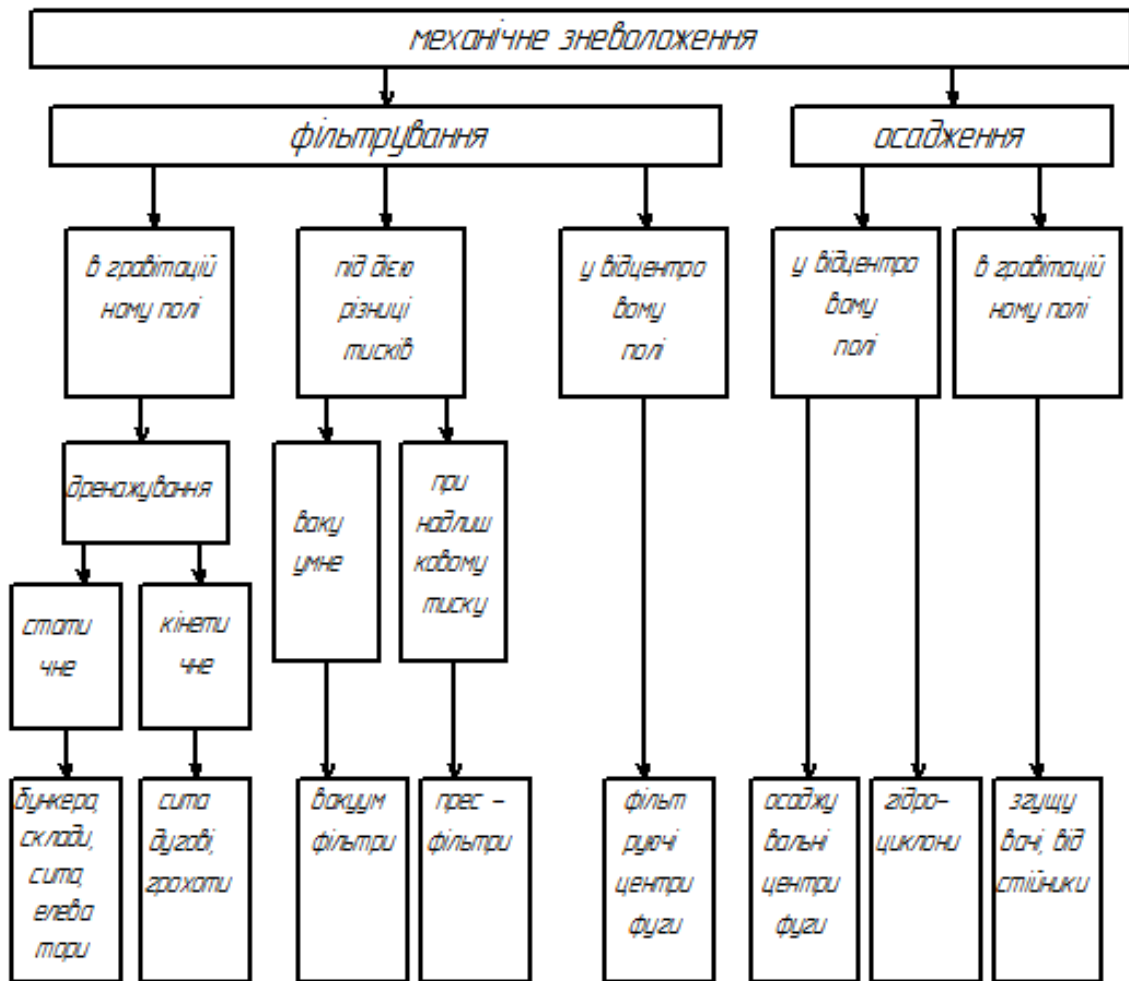 механічне зневоложення
фільтрування
осадження
в гравітацій
ному полі
під дією
різниці
тисків
у відцентро
вому
полі
у відцентро
вому
полі
в гравітацій
ному полі
дренажування
ваку
умне
при
надлиш
ковому
тиску
стати
чне
кінети
чне
бункера,
склади,
сита,
елева
тори
сита
дугові,
грохоти
вакуум
фільтри
прес –
фільтри
фільт
руючі
центри
фуги
осаджу
вальні
центри
фуги
гідро-
циклони
згущу
вачі, від
стійники